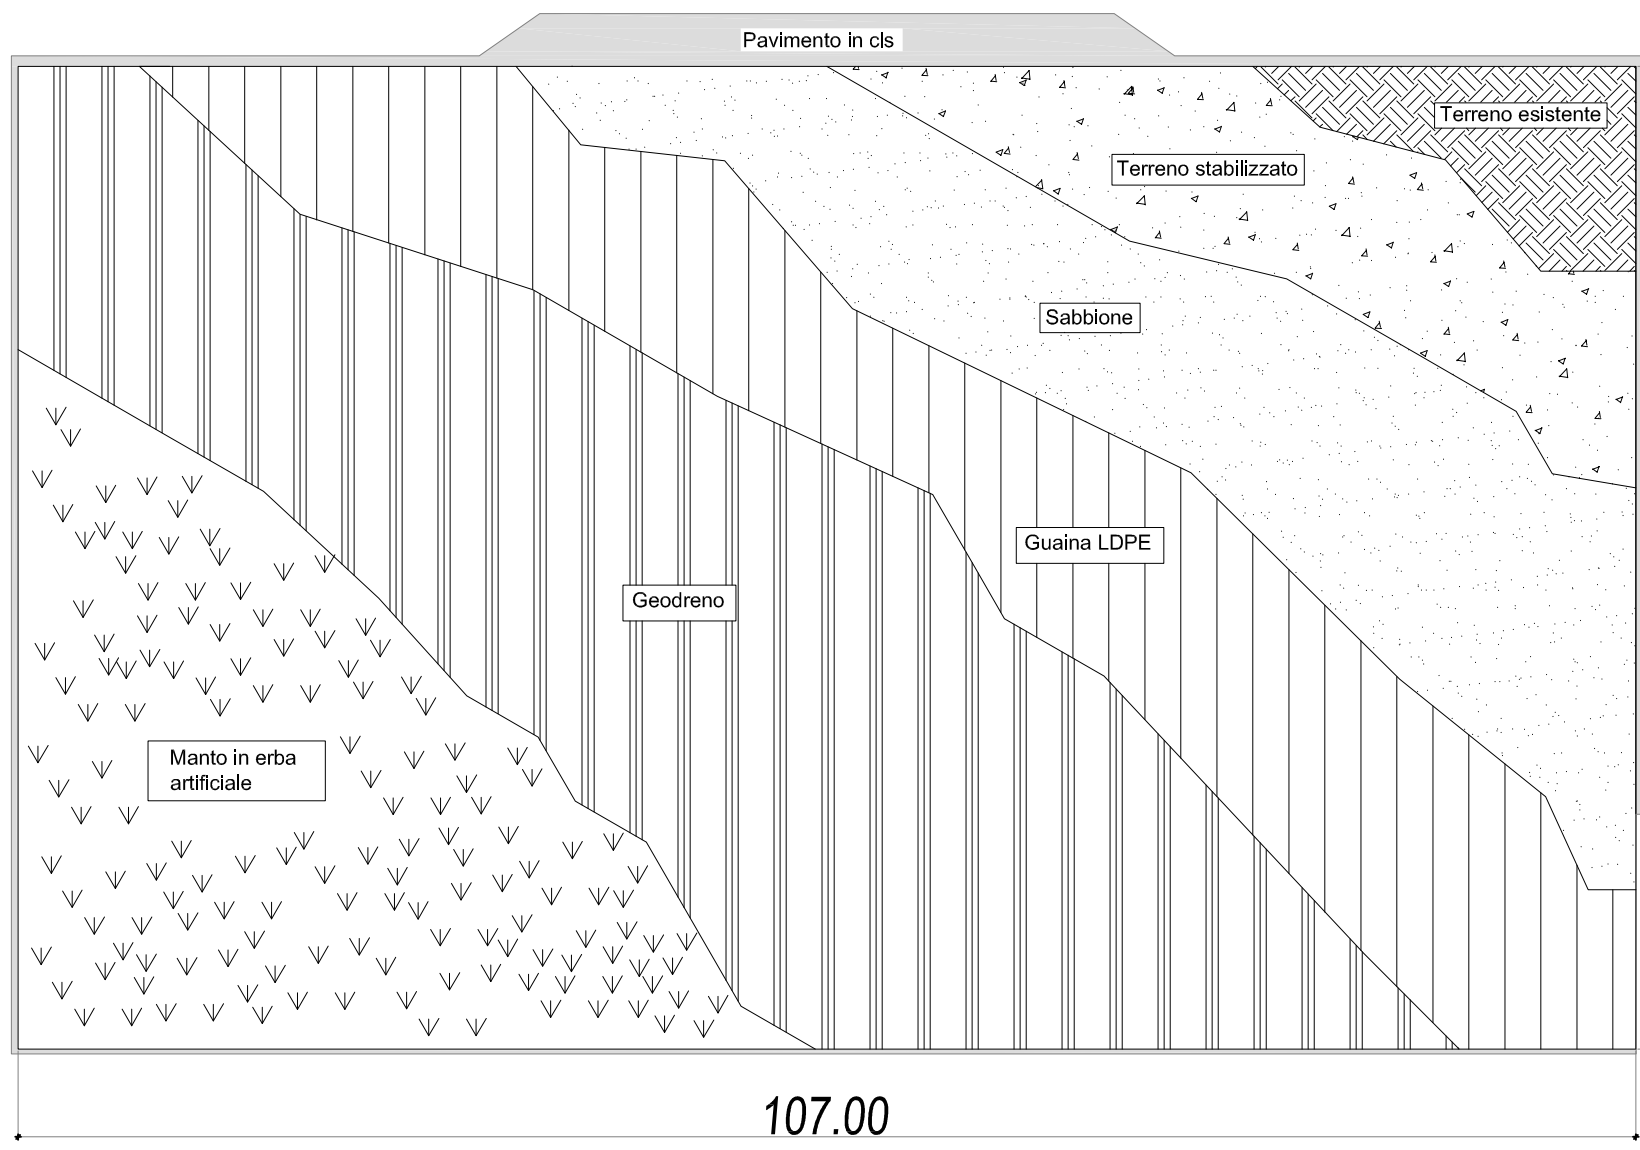 Pavimento in cls
Terreno esistente
Terreno stabilizzato
Sabbione
Guaina LDPE
Geodreno
Manto in erba
artificiale
107.00